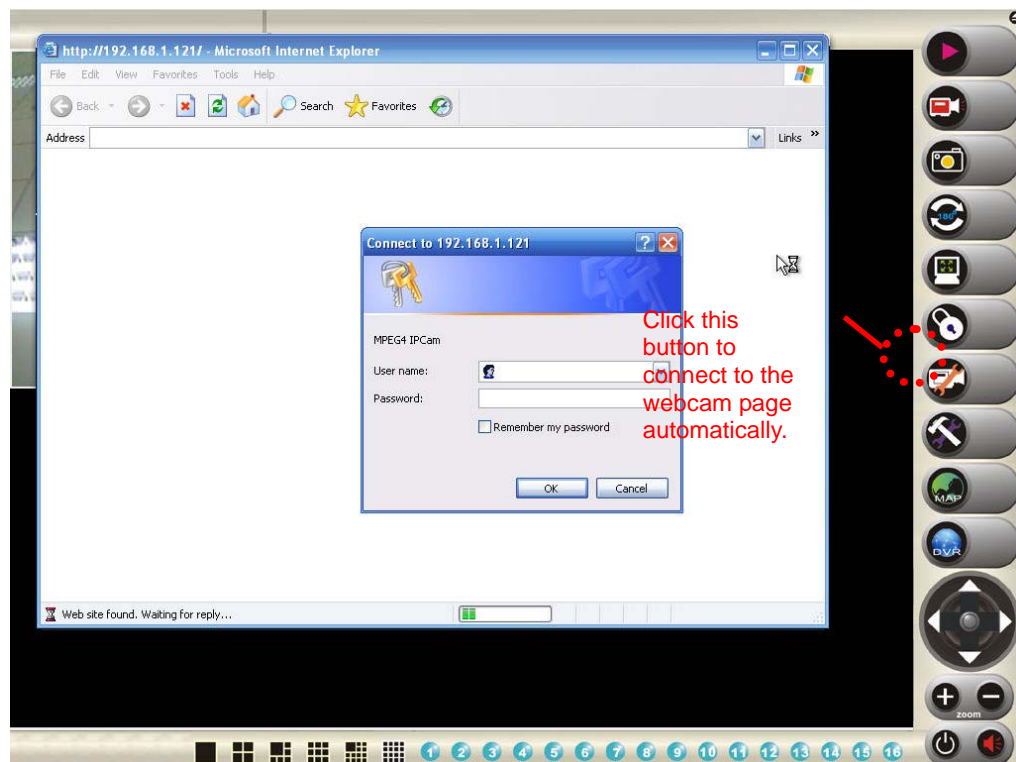 http://192.168.1.121/ - Microsoft Internet Explorer
File Edit View Favorites Tools Help
Back Search Favorites
Address Links »
Connect to 192.168.1.121
MPEG4 IPCam
User name:
Password:
Remember my password
OK Cancel
Click this
button to
connect to the
webcam page
automatically.
Web site found. Waiting for reply...
180°
MAP
DVR
zoom
1 2 3 4 5 6 7 8 9 10 11 12 13 14 15 16